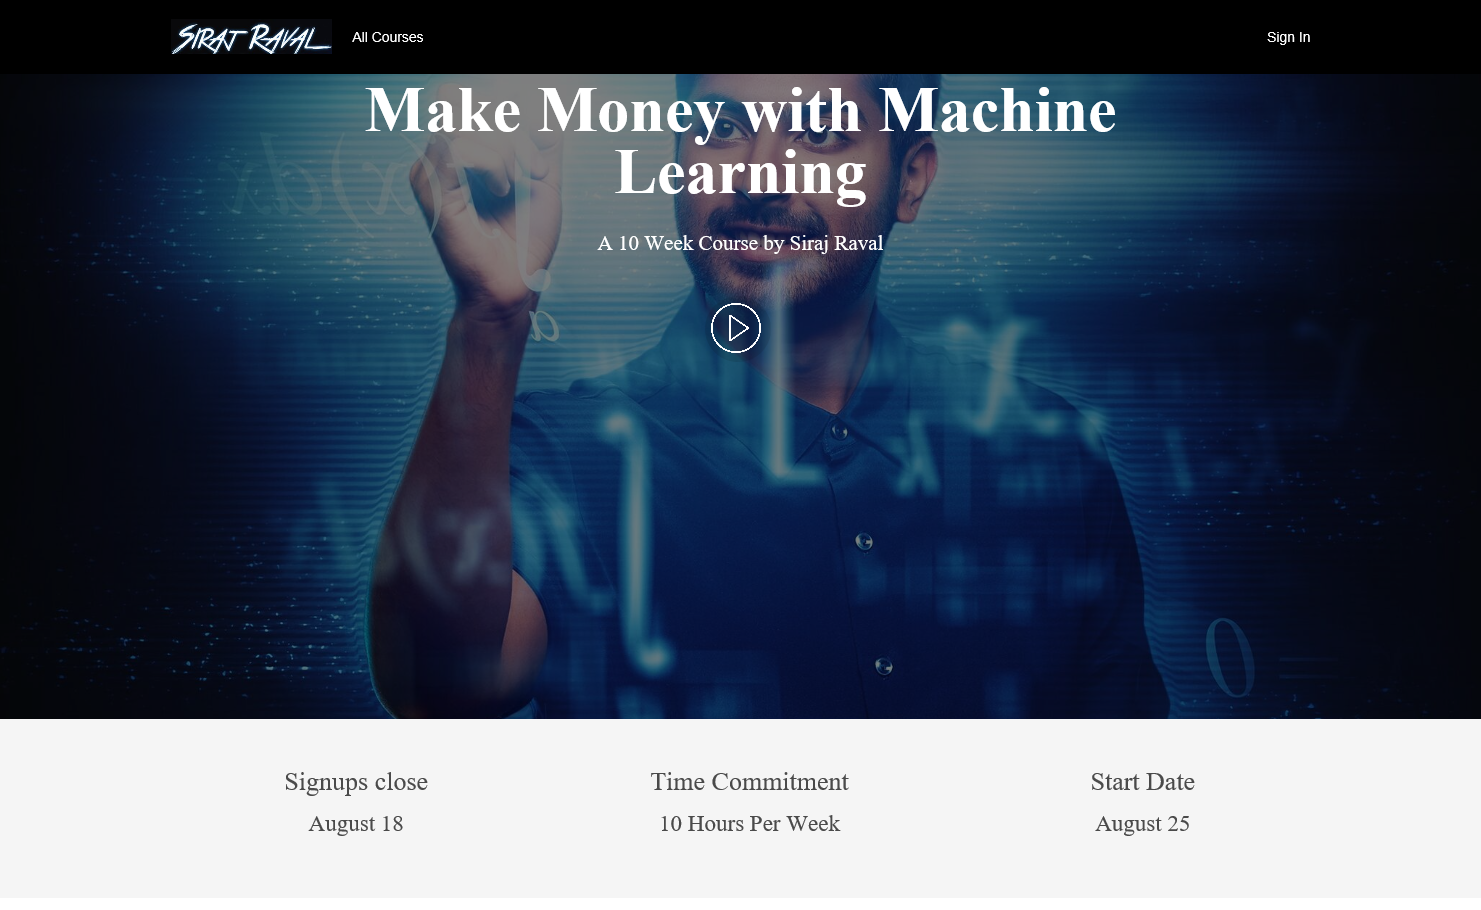 SIRAJ RAVAL All Courses Sign In
Make Money with Machine
Learning
A 10 Week Course by Siraj Raval
Signups close Time Commitment Start Date
August 18 10 Hours Per Week August 25